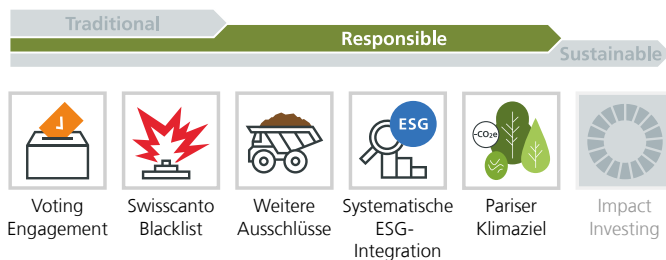 Traditional
Responsible
Sustainable
ESG
-CO₂e
Voting
Engagement
Swisscanto
Blacklist
Weitere
Ausschlüsse
Systematische
ESG-
Integration
Pariser
Klimaziel
Impact
Investing